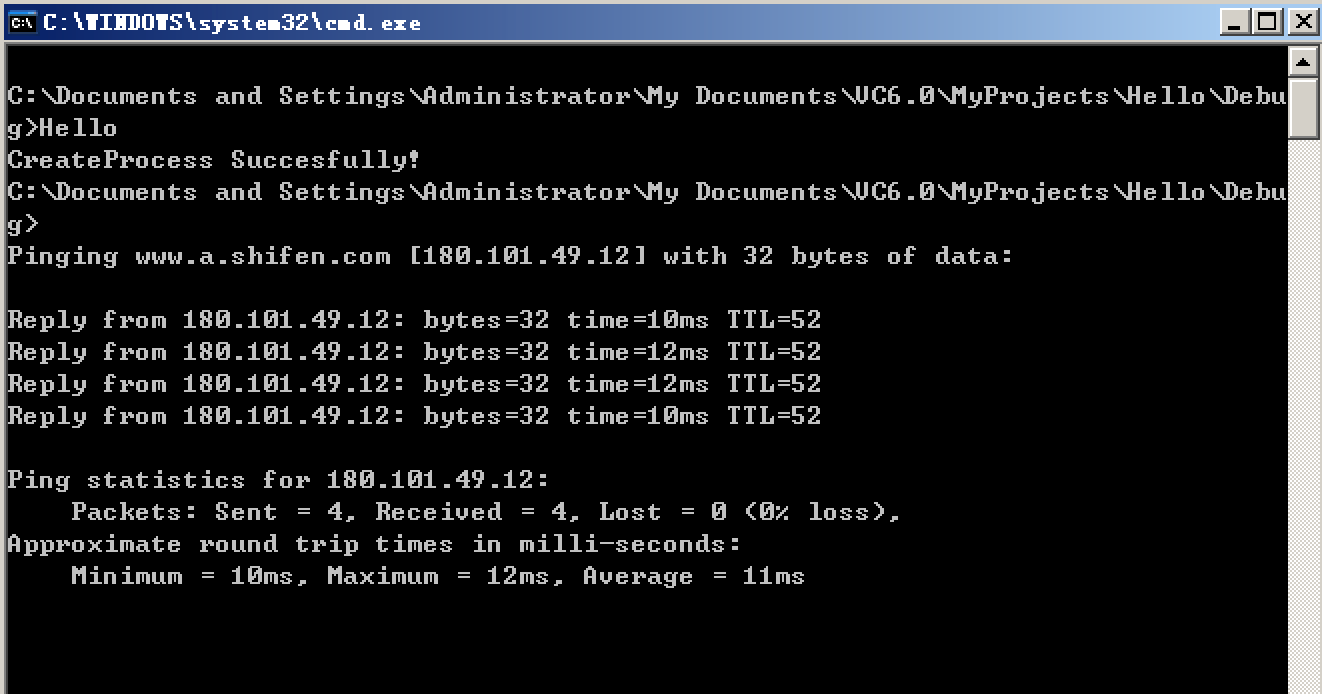 C:\WINDOWS\system32\cmd.exe
C:\Documents and Settings\Administrator\My Documents\VC6.0\MyProjects\Hello\Debu
g>Hello
CreateProcess Succesfully!
C:\Documents and Settings\Administrator\My Documents\VC6.0\MyProjects\Hello\Debu
g>
Pinging www.a.shifen.com [180.101.49.12] with 32 bytes of data:
Reply from 180.101.49.12: bytes=32 time=10ms TTL=52
Reply from 180.101.49.12: bytes=32 time=12ms TTL=52
Reply from 180.101.49.12: bytes=32 time=12ms TTL=52
Reply from 180.101.49.12: bytes=32 time=10ms TTL=52
Ping statistics for 180.101.49.12:
    Packets: Sent = 4, Received = 4, Lost = 0 (0% loss),
Approximate round trip times in milli-seconds:
    Minimum = 10ms, Maximum = 12ms, Average = 11ms